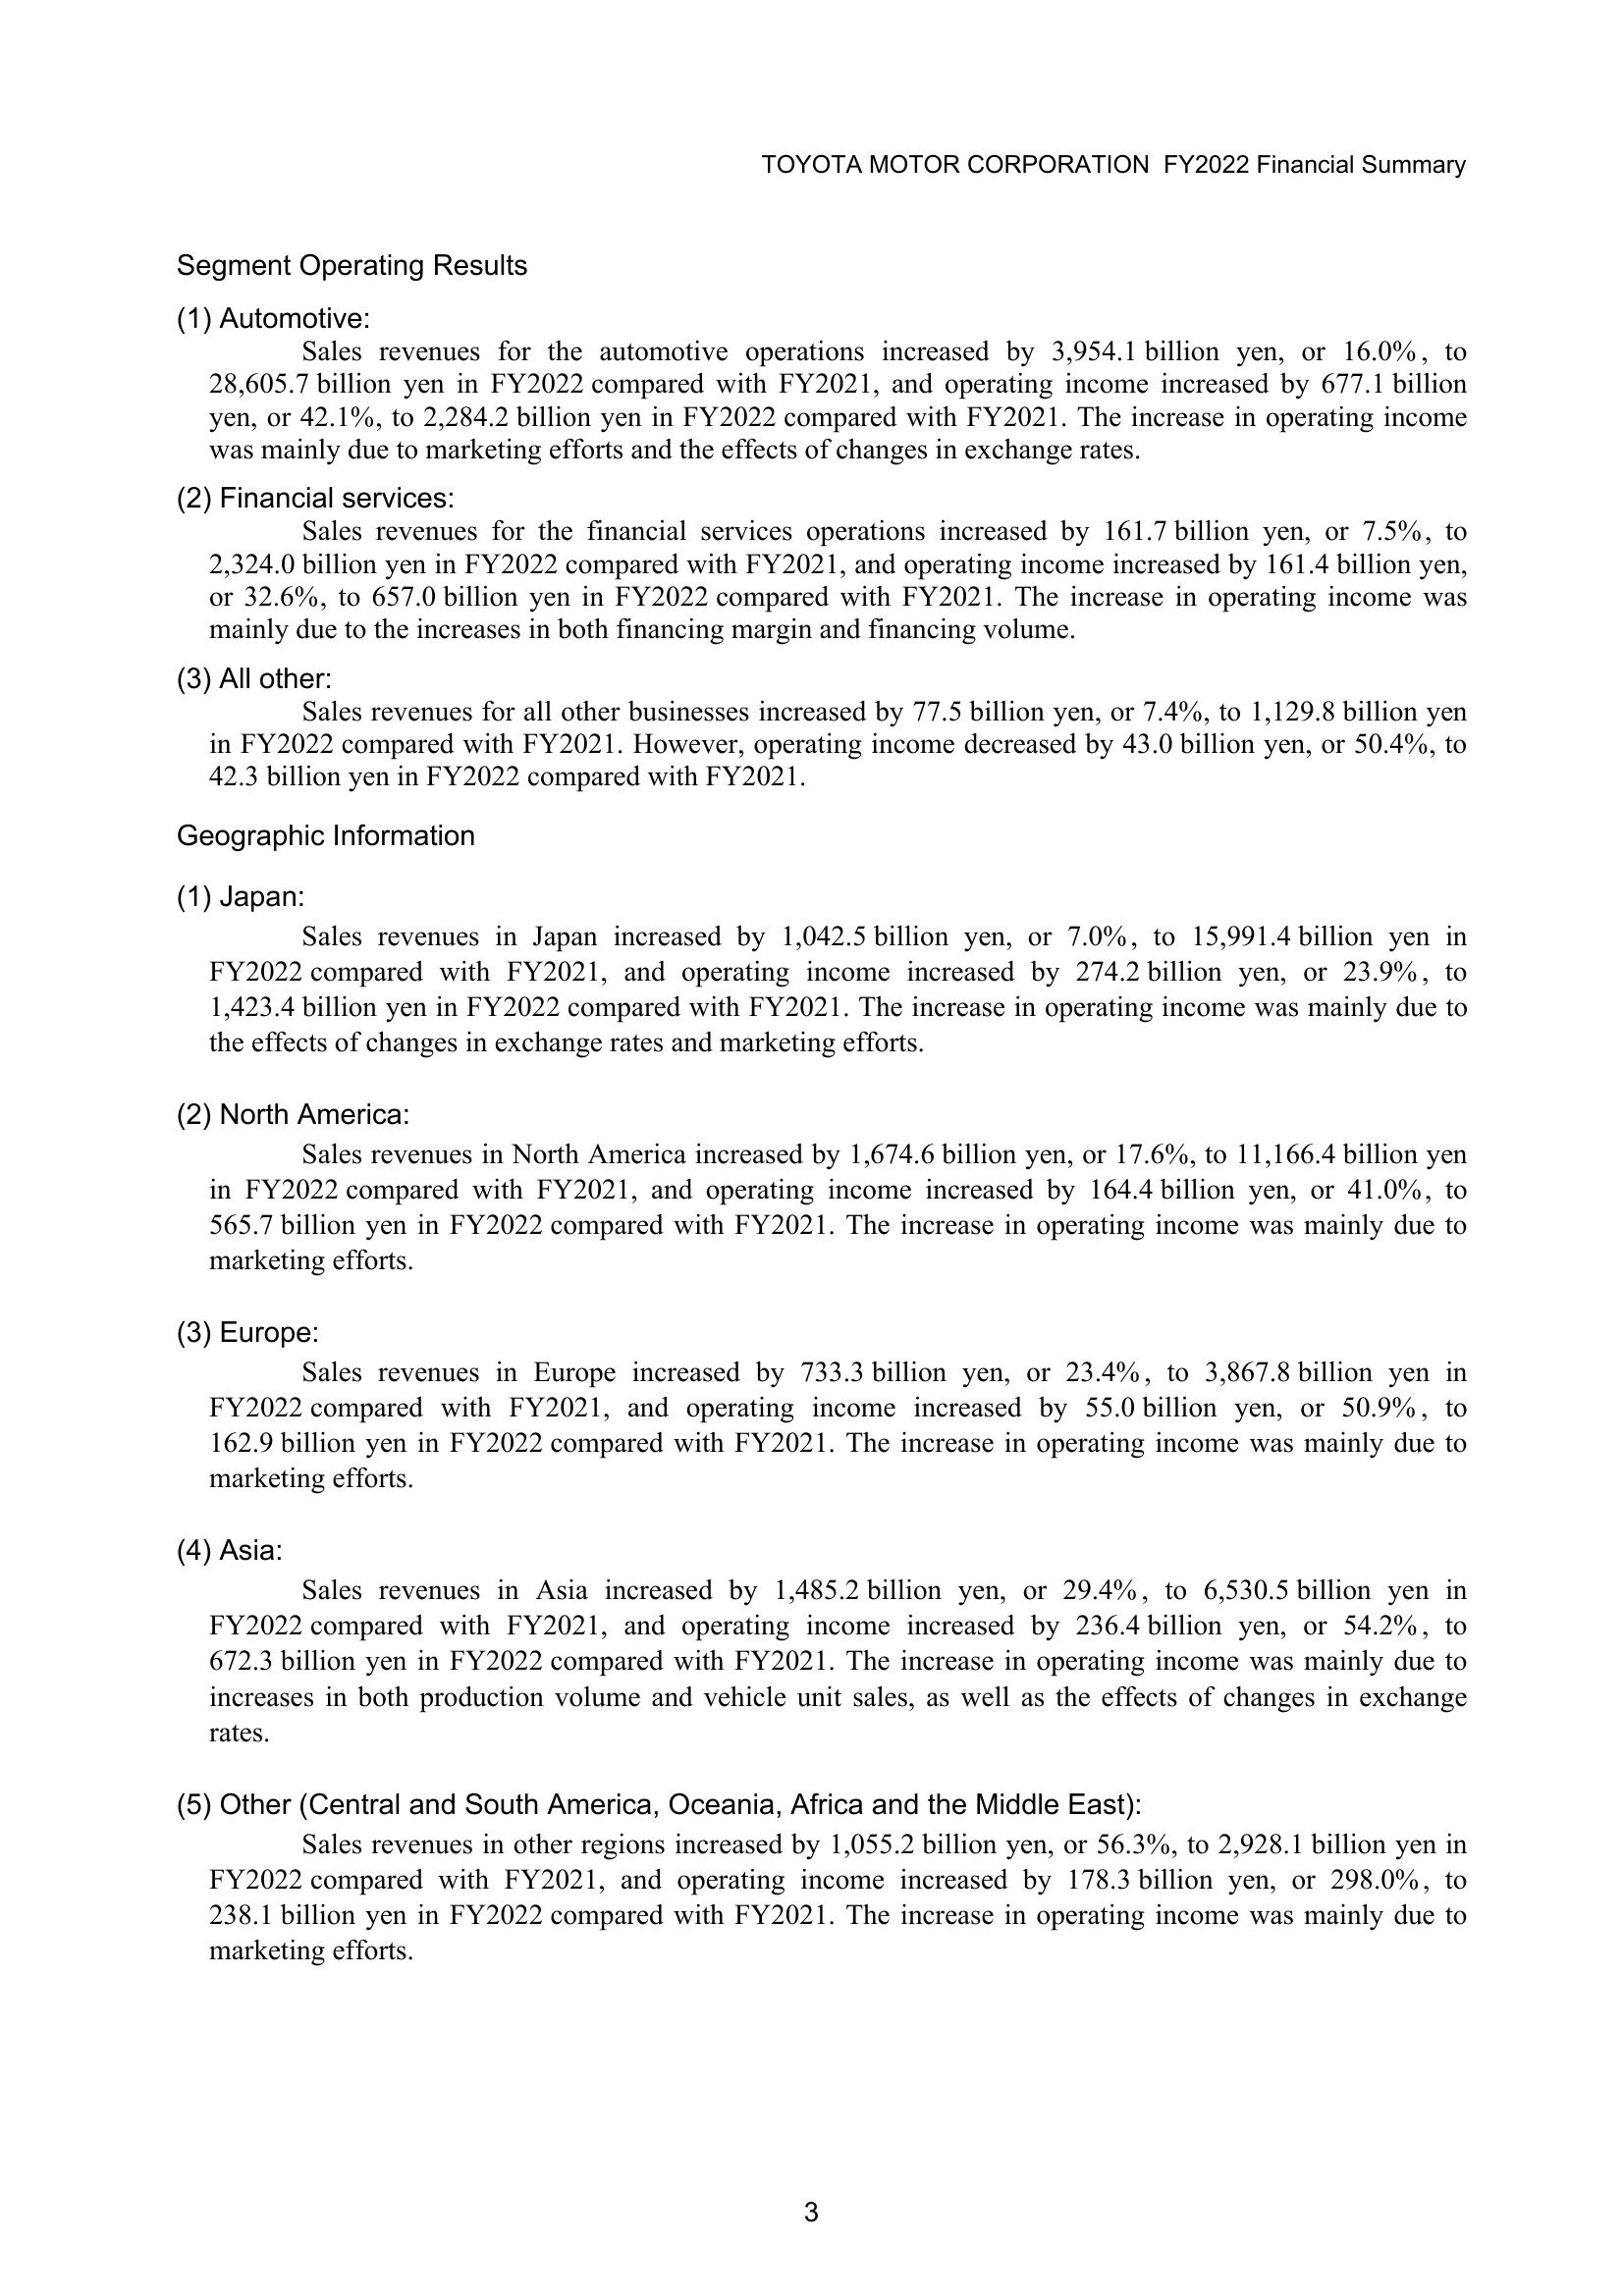 TOYOTA MOTOR CORPORATION FY2022 Financial Summary
Segment Operating Results
(1) Automotive:
Sales revenues for the automotive operations increased by 3,954.1 billion yen, or 16.0%, to
28,605.7 billion yen in FY2022 compared with FY2021, and operating income increased by 677.1 billion
yen, or 42.1%, to 2,284.2 billion yen in FY2022 compared with FY2021. The increase in operating income
was mainly due to marketing efforts and the effects of changes in exchange rates.
(2) Financial services:
Sales revenues for the financial services operations increased by 161.7 billion yen, or 7.5%, to
2,324.0 billion yen in FY2022 compared with FY2021, and operating income increased by 161.4 billion yen,
or 32.6%, to 657.0 billion yen in FY2022 compared with FY2021. The increase in operating income was
mainly due to the increases in both financing margin and financing volume.
(3) All other:
Sales revenues for all other businesses increased by 77.5 billion yen, or 7.4%, to 1,129.8 billion yen
in FY2022 compared with FY2021. However, operating income decreased by 43.0 billion yen, or 50.4%, to
42.3 billion yen in FY2022 compared with FY2021.
Geographic Information
(1) Japan:
Sales revenues in Japan increased by 1,042.5 billion yen, or 7.0%, to 15,991.4 billion yen in
FY2022 compared with FY2021, and operating income increased by 274.2 billion yen, or 23.9%, to
1,423.4 billion yen in FY2022 compared with FY2021. The increase in operating income was mainly due to
the effects of changes in exchange rates and marketing efforts.
(2) North America:
Sales revenues in North America increased by 1,674.6 billion yen, or 17.6%, to 11,166.4 billion yen
in FY2022 compared with FY2021, and operating income increased by 164.4 billion yen, or 41.0%, to
565.7 billion yen in FY2022 compared with FY2021. The increase in operating income was mainly due to
marketing efforts.
(3) Europe:
Sales revenues in Europe increased by 733.3 billion yen, or 23.4%, to 3,867.8 billion yen in
FY2022 compared with FY2021, and operating income increased by 55.0 billion yen, or 50.9%, to
162.9 billion yen in FY2022 compared with FY2021. The increase in operating income was mainly due to
marketing efforts.
(4) Asia:
Sales revenues in Asia increased by 1,485.2 billion yen, or 29.4%, to 6,530.5 billion yen in
FY2022 compared with FY2021, and operating income increased by 236.4 billion yen, or 54.2%, to
672.3 billion yen in FY2022 compared with FY2021. The increase in operating income was mainly due to
increases in both production volume and vehicle unit sales, as well as the effects of changes in exchange
rates.
(5) Other (Central and South America, Oceania, Africa and the Middle East):
Sales revenues in other regions increased by 1,055.2 billion yen, or 56.3%, to 2,928.1 billion yen in
FY2022 compared with FY2021, and operating income increased by 178.3 billion yen, or 298.0%, to
238.1 billion yen in FY2022 compared with FY2021. The increase in operating income was mainly due to
marketing efforts.
3